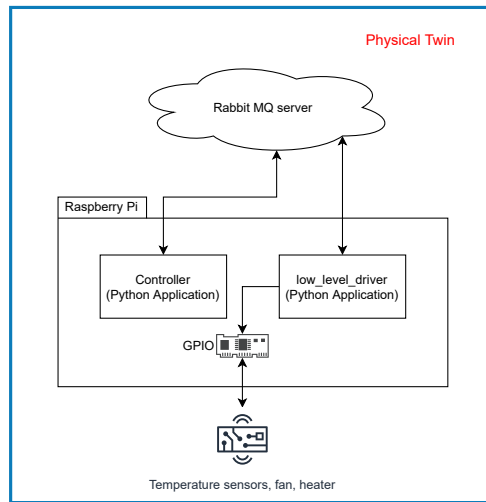 Physical Twin
Rabbit MQ server
Raspberry Pi
Controller
(Python Application)
low_level_driver
(Python Application)
GPIO
Temperature sensors, fan, heater